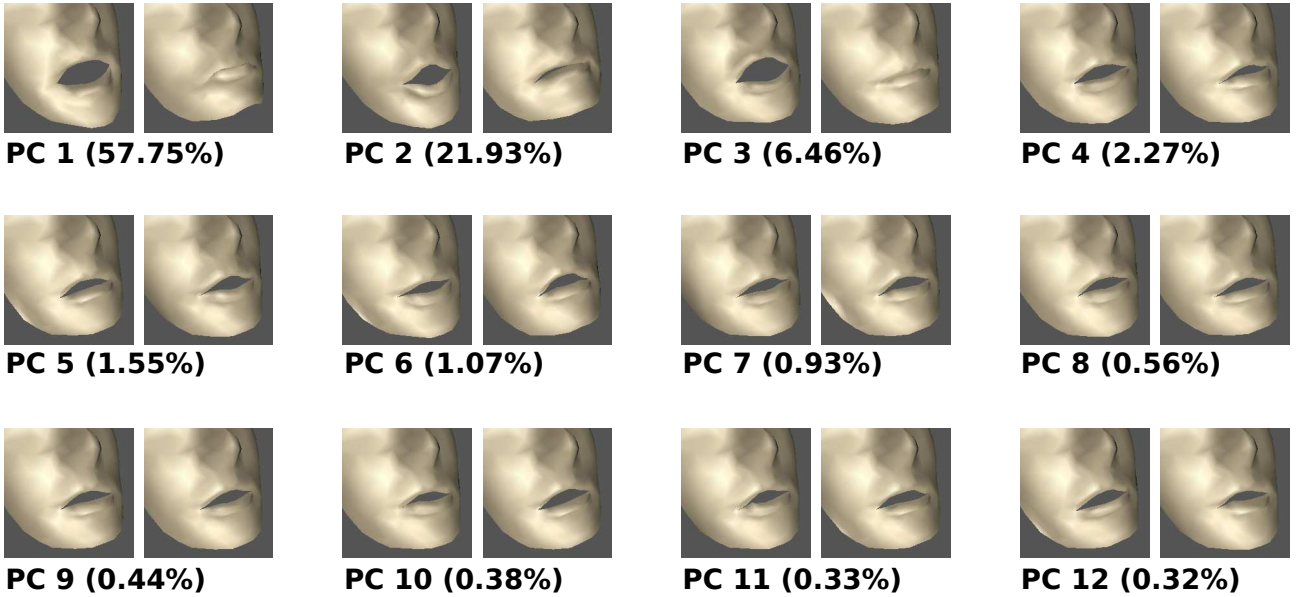 PC 1 (57.75%) PC 2 (21.93%) PC 3 (6.46%) PC 4 (2.27%)
PC 5 (1.55%) PC 6 (1.07%) PC 7 (0.93%) PC 8 (0.56%)
PC 9 (0.44%) PC 10 (0.38%) PC 11 (0.33%) PC 12 (0.32%)